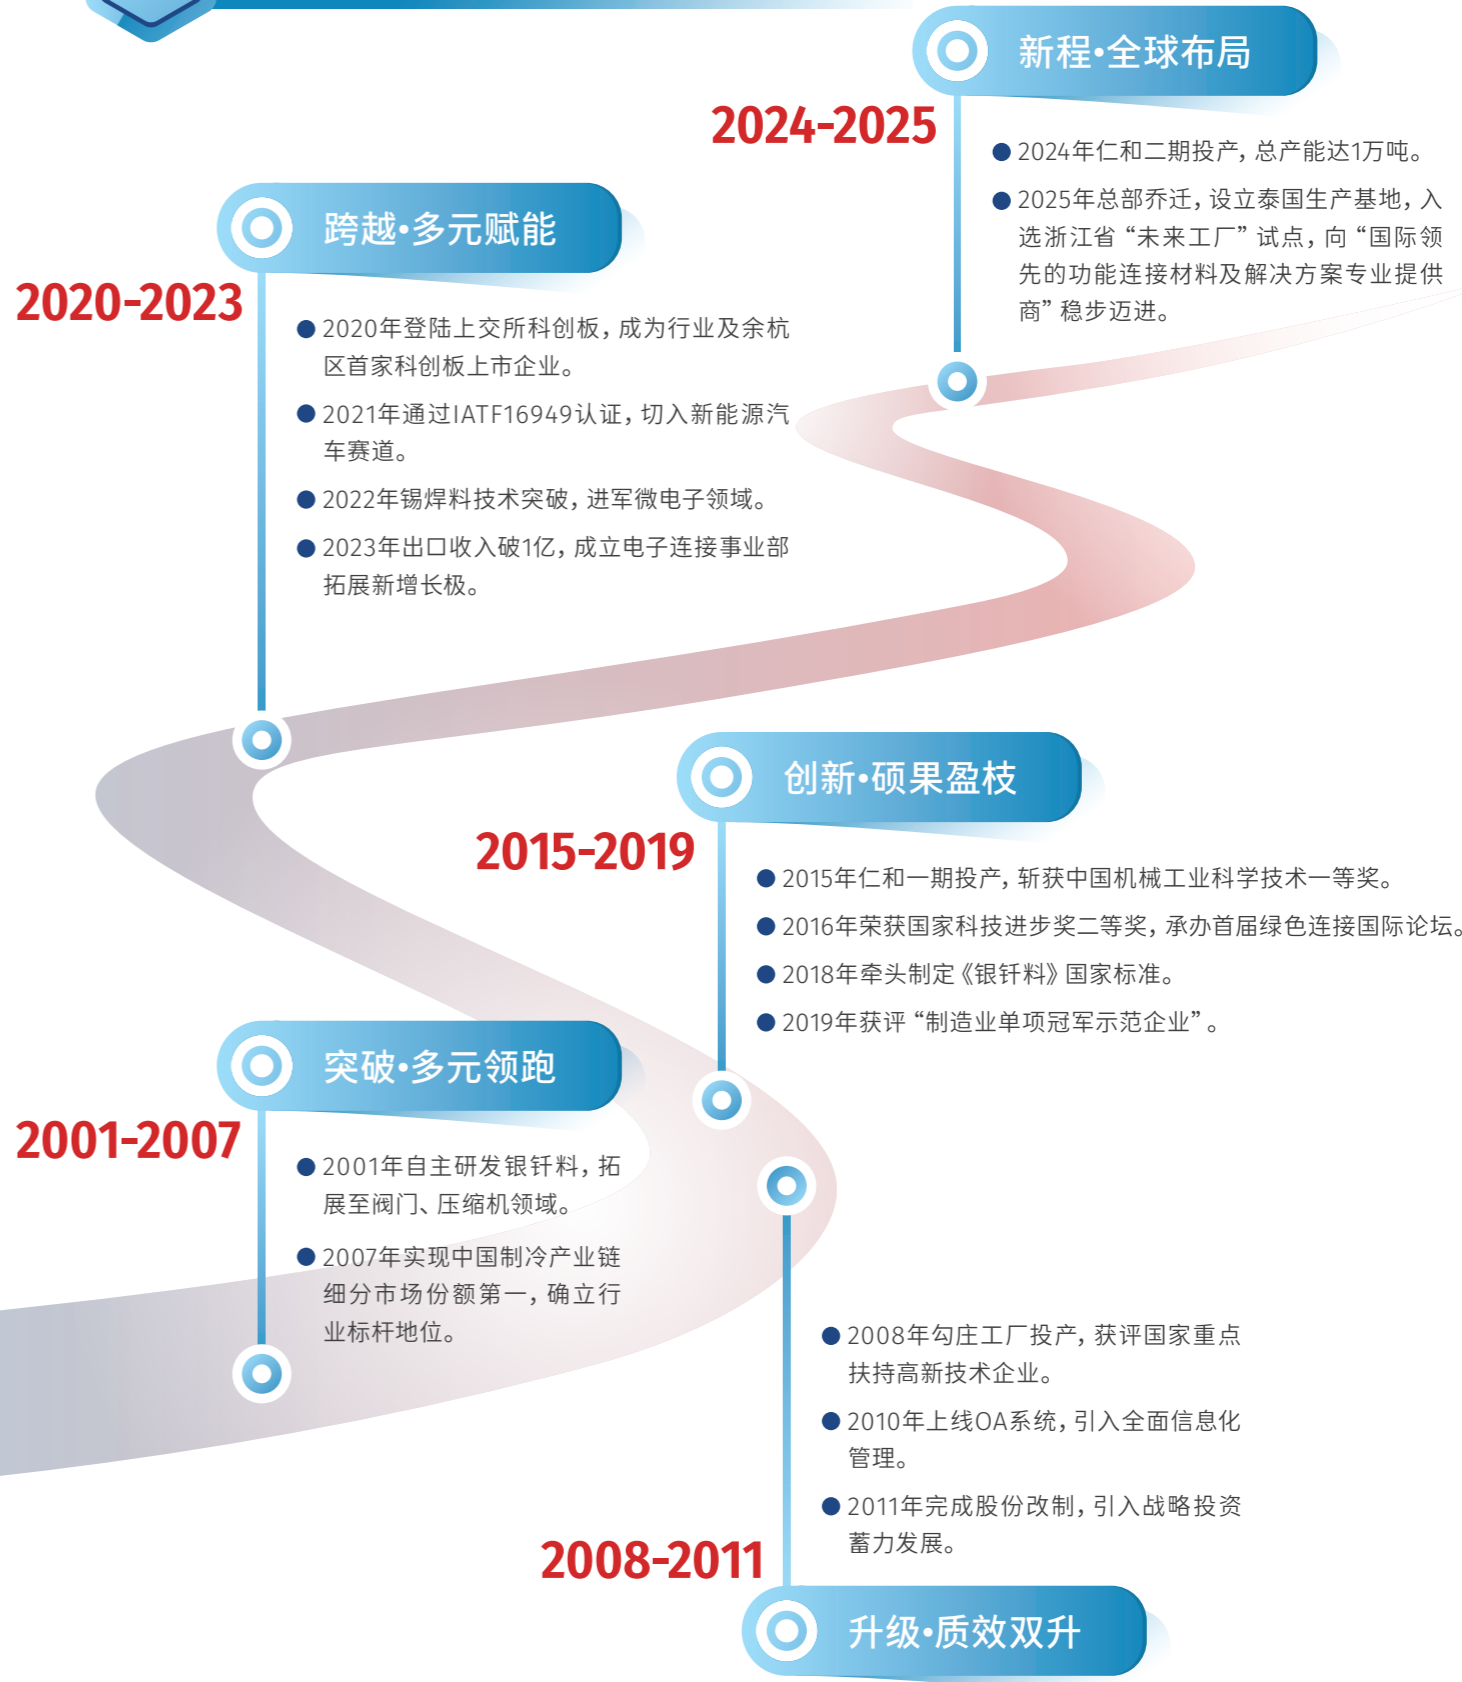 新程•全球布局
2024-2025
2024年仁和二期投产，总产能达1万吨。
2025年总部乔迁，设立泰国生产基地，入
选浙江省“未来工厂”试点，向“国际领
先的功能连接材料及解决方案专业提供
商”稳步迈进。
跨越•多元赋能
2020-2023
2020年登陆上交所科创板，成为行业及余杭
区首家科创板上市企业。
2021年通过IATF16949认证，切入新能源汽
车赛道。
2022年锡焊料技术突破，进军微电子领域。
2023年出口收入破1亿，成立电子连接事业部
拓展新增长极。
创新•硕果盈枝
2015-2019
2015年仁和一期投产，斩获中国机械工业科学技术一等奖。
2016年荣获国家科技进步奖二等奖，承办首届绿色连接国际论坛。
2018年牵头制定《银钎料》国家标准。
2019年获评“制造业单项冠军示范企业”。
突破•多元领跑
2001-2007
2001年自主研发银钎料，拓
展至阀门、压缩机领域。
2007年实现中国制冷产业链
细分市场份额第一，确立行
业标杆地位。
2008年勾庄工厂投产，获评国家重点
扶持高新技术企业。
2010年上线OA系统，引入全面信息化
管理。
2011年完成股份改制，引入战略投资
蓄力发展。
2008-2011
升级•质效双升